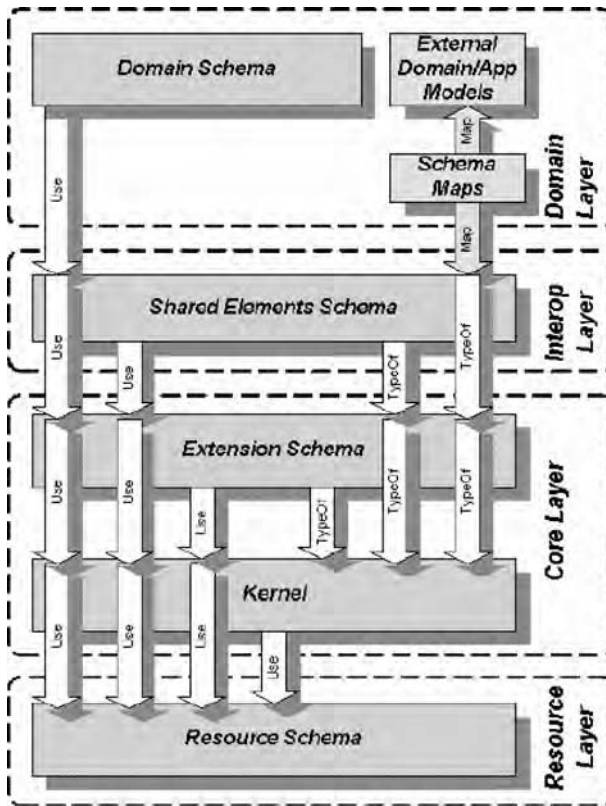 Domain Schema
External
Domain/App
Models
Map
Schema
Maps
Use
Map
Domain
Layer
Shared Elements Schema
Use
Use
TypeOf
TypeOf
Interop
Layer
Extension Schema
Use
Use
Use
TypeOf
TypeOf
TypeOf
Core Layer
Kernel
Use
Use
Use
Use
Resource Schema
Resource
Layer